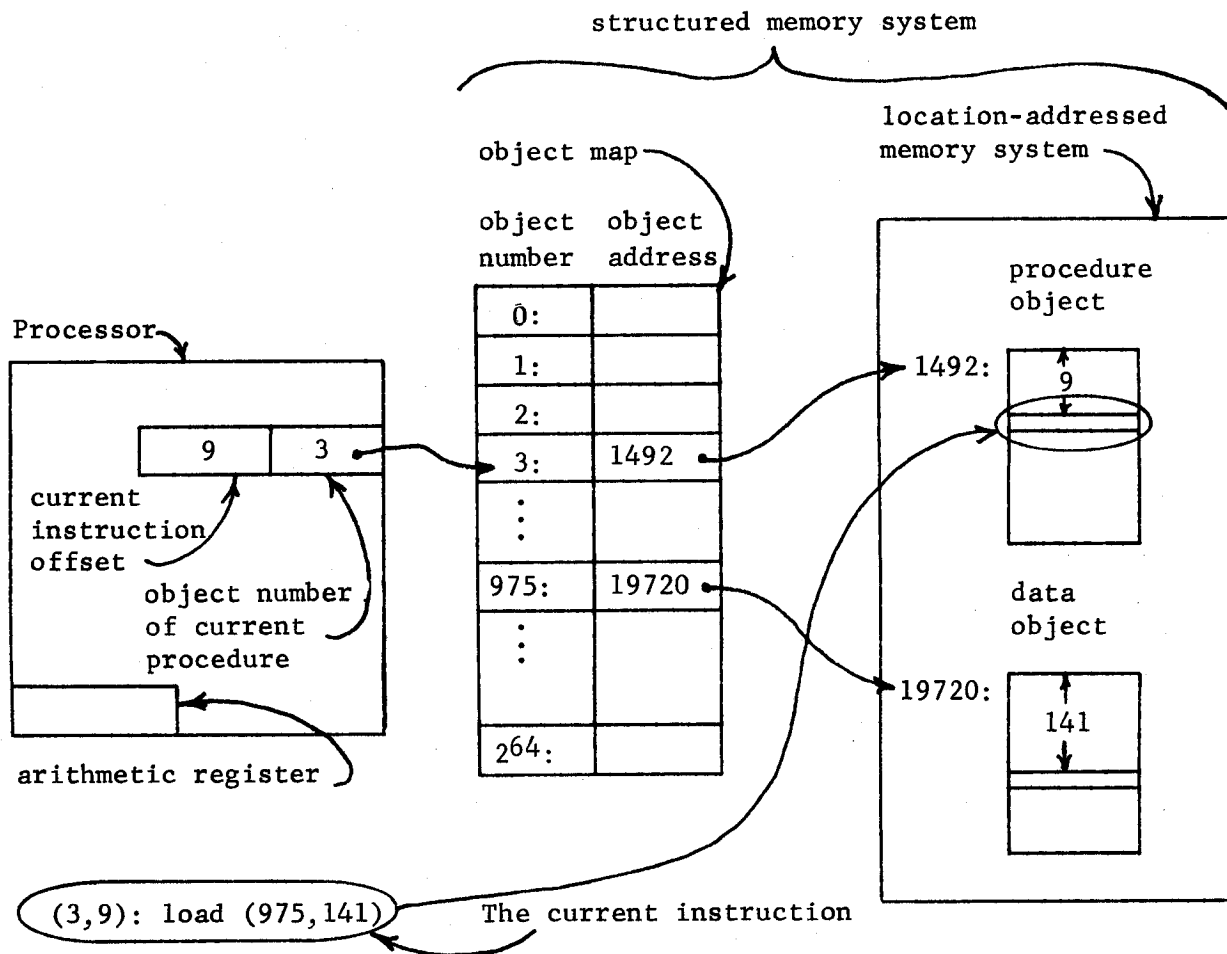 structured memory system
location-addressed
memory system
object map
object object
number address
procedure
object
0:
Processor
1:
1492:
9
2:
9 3
3: 1492
current
instruction
offset
975: 19720
data
object
object number
of current
procedure
19720:
141
2^64:
arithmetic register
(3,9): load (975,141)
The current instruction